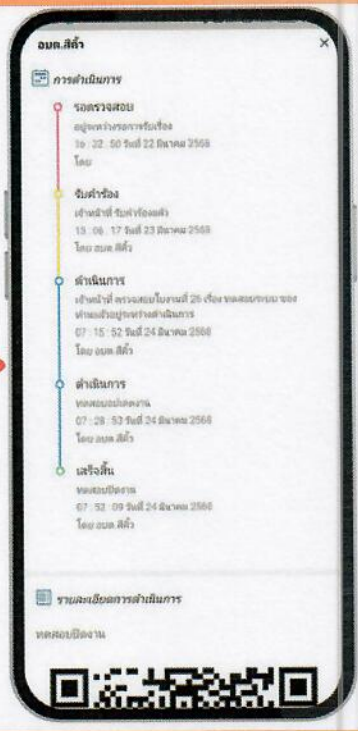 อบต.สีคิ้ว
การดำเนินการ
รอตรวจสอบ
อยู่ระหว่างรอการรับเรื่อง
16 : 32 : 50 วันที่ 22 มีนาคม 2568
โดย
รับคำร้อง
เจ้าหน้าที่ รับคำร้องแล้ว
15 : 06 : 17 วันที่ 23 มีนาคม 2568
โดย อบต.สีคิ้ว
ดำเนินการ
เจ้าหน้าที่ ตรวจสอบใบงานที่ 26 เรื่อง ทดสอบระบบ ของ
ท่านแล้วอยู่ระหว่างดำเนินการ
07 : 15 : 52 วันที่ 24 มีนาคม 2568
โดย อบต.สีคิ้ว
ดำเนินการ
ทดสอบอัปเดตงาน
07 : 28 : 53 วันที่ 24 มีนาคม 2568
โดย อบต.สีคิ้ว
เสร็จสิ้น
ทดสอบปิดงาน
07 : 53 : 09 วันที่ 24 มีนาคม 2568
โดย อบต.สีคิ้ว
รายละเอียดการดำเนินการ
ทดสอบปิดงาน